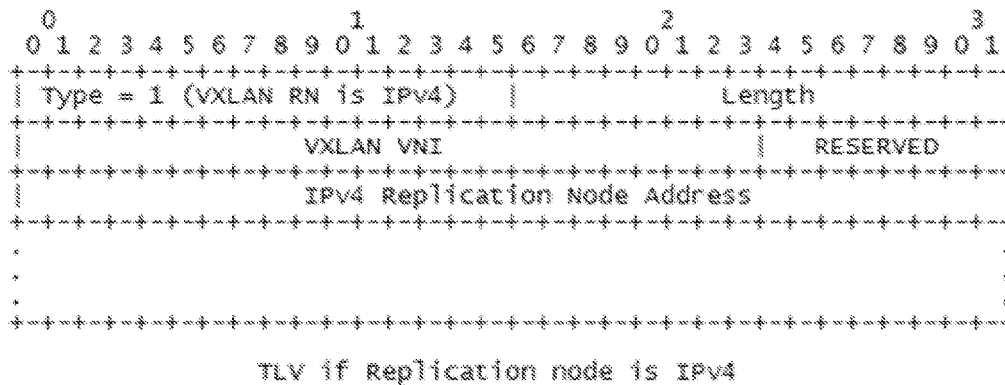 0                   1                   2                   3
0 1 2 3 4 5 6 7 8 9 0 1 2 3 4 5 6 7 8 9 0 1 2 3 4 5 6 7 8 9 0 1
+-+-+-+-+-+-+-+-+-+-+-+-+-+-+-+-+-+-+-+-+-+-+-+-+-+-+-+-+-+-+-+-
| Type = 1 (VXLAN RN is IPv4) | Length
+-+-+-+-+-+-+-+-+-+-+-+-+-+-+-+-+-+-+-+-+-+-+-+-+-+-+-+-+-+-+-+-
| VXLAN VNI | RESERVED
+-+-+-+-+-+-+-+-+-+-+-+-+-+-+-+-+-+-+-+-+-+-+-+-+-+-+-+-+-+-+-+-
| IPv4 Replication Node Address
+-+-+-+-+-+-+-+-+-+-+-+-+-+-+-+-+-+-+-+-+-+-+-+-+-+-+-+-+-+-+-+-
. .
. .
. .
+-+-+-+-+-+-+-+-+-+-+-+-+-+-+-+-+-+-+-+-+-+-+-+-+-+-+-+-+-+-+-+-
TLV if Replication node is IPv4